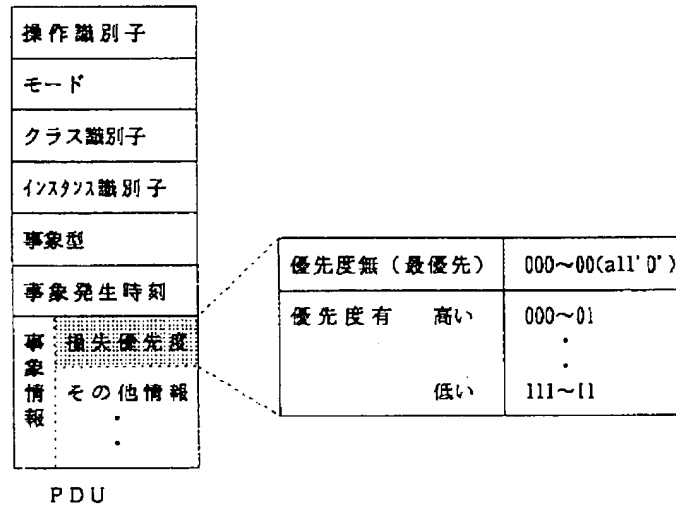 操作識別子
モード
クラス識別子
インスタンス識別子
事象型
事象発生時刻
事象情報
損失優先度
その他情報
・
・
優先度無（最優先） 000～00(all'0')
優先度有 高い 000～01
・
・
低い 111～11
PDU